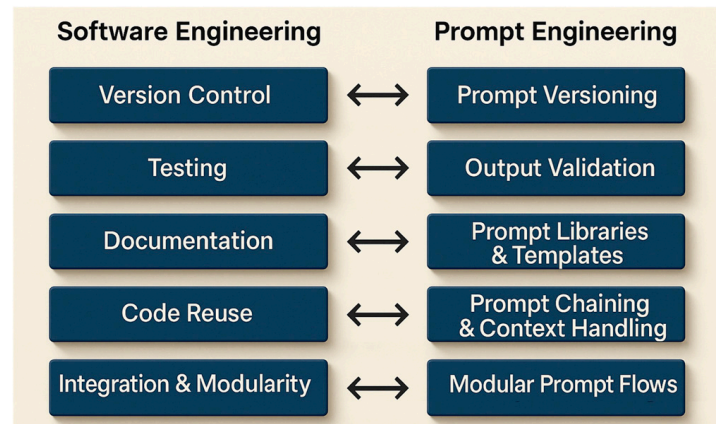 Software Engineering
Prompt Engineering
Version Control
Prompt Versioning
Testing
Output Validation
Documentation
Prompt Libraries
& Templates
Code Reuse
Prompt Chaining
& Context Handling
Integration & Modularity
Modular Prompt Flows